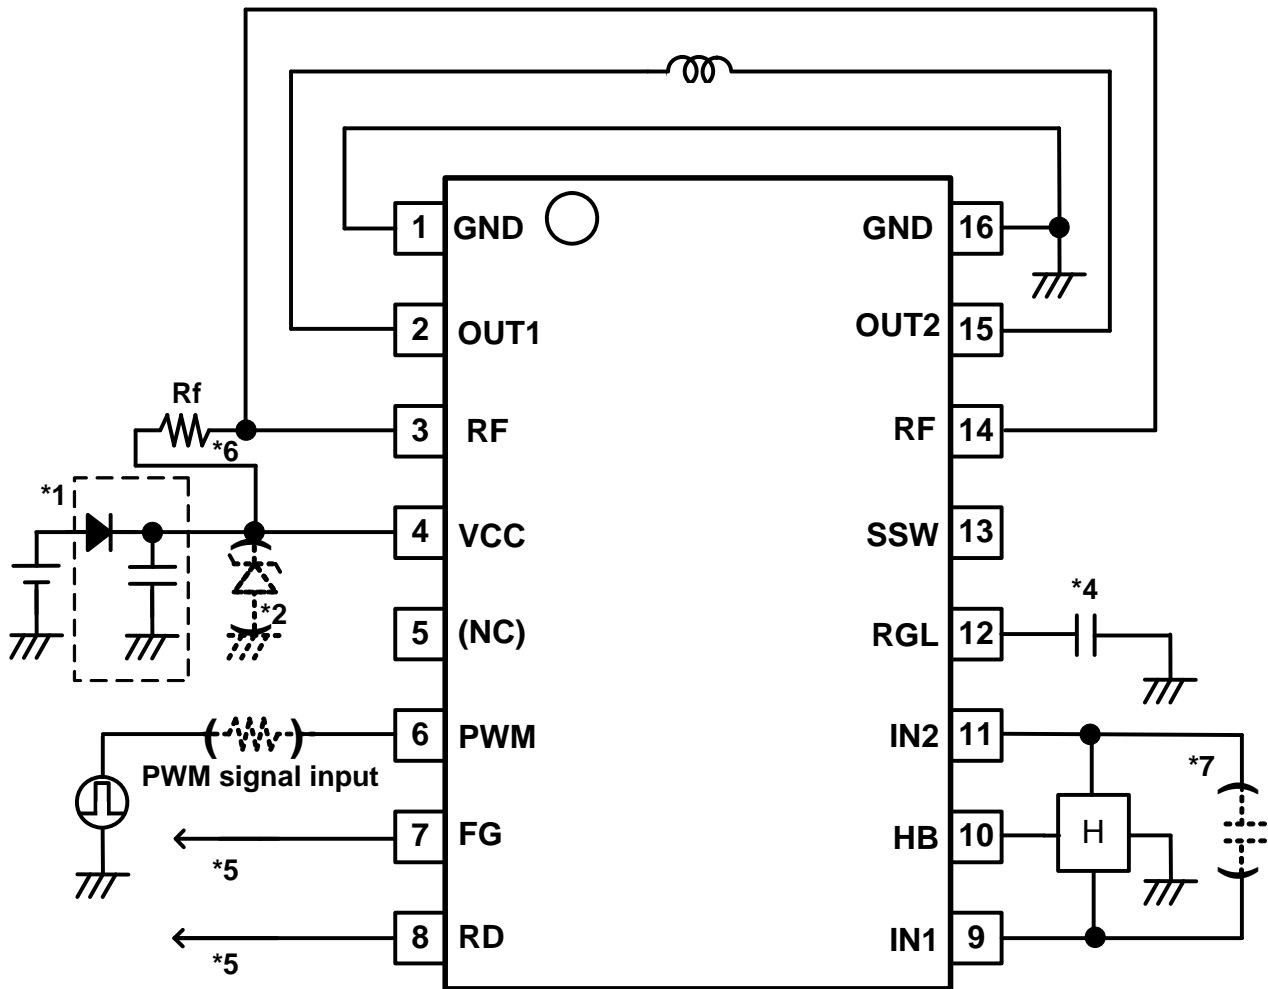 1 GND GND 16
2 OUT1 OUT2 15
Rf
*6
3 RF RF 14
*1
4 VCC SSW 13
*2
*4
5 (NC) RGL 12
( )
6 PWM IN2 11
PWM signal input
*7
7 FG HB 10
H
*5
8 RD IN1 9
*5